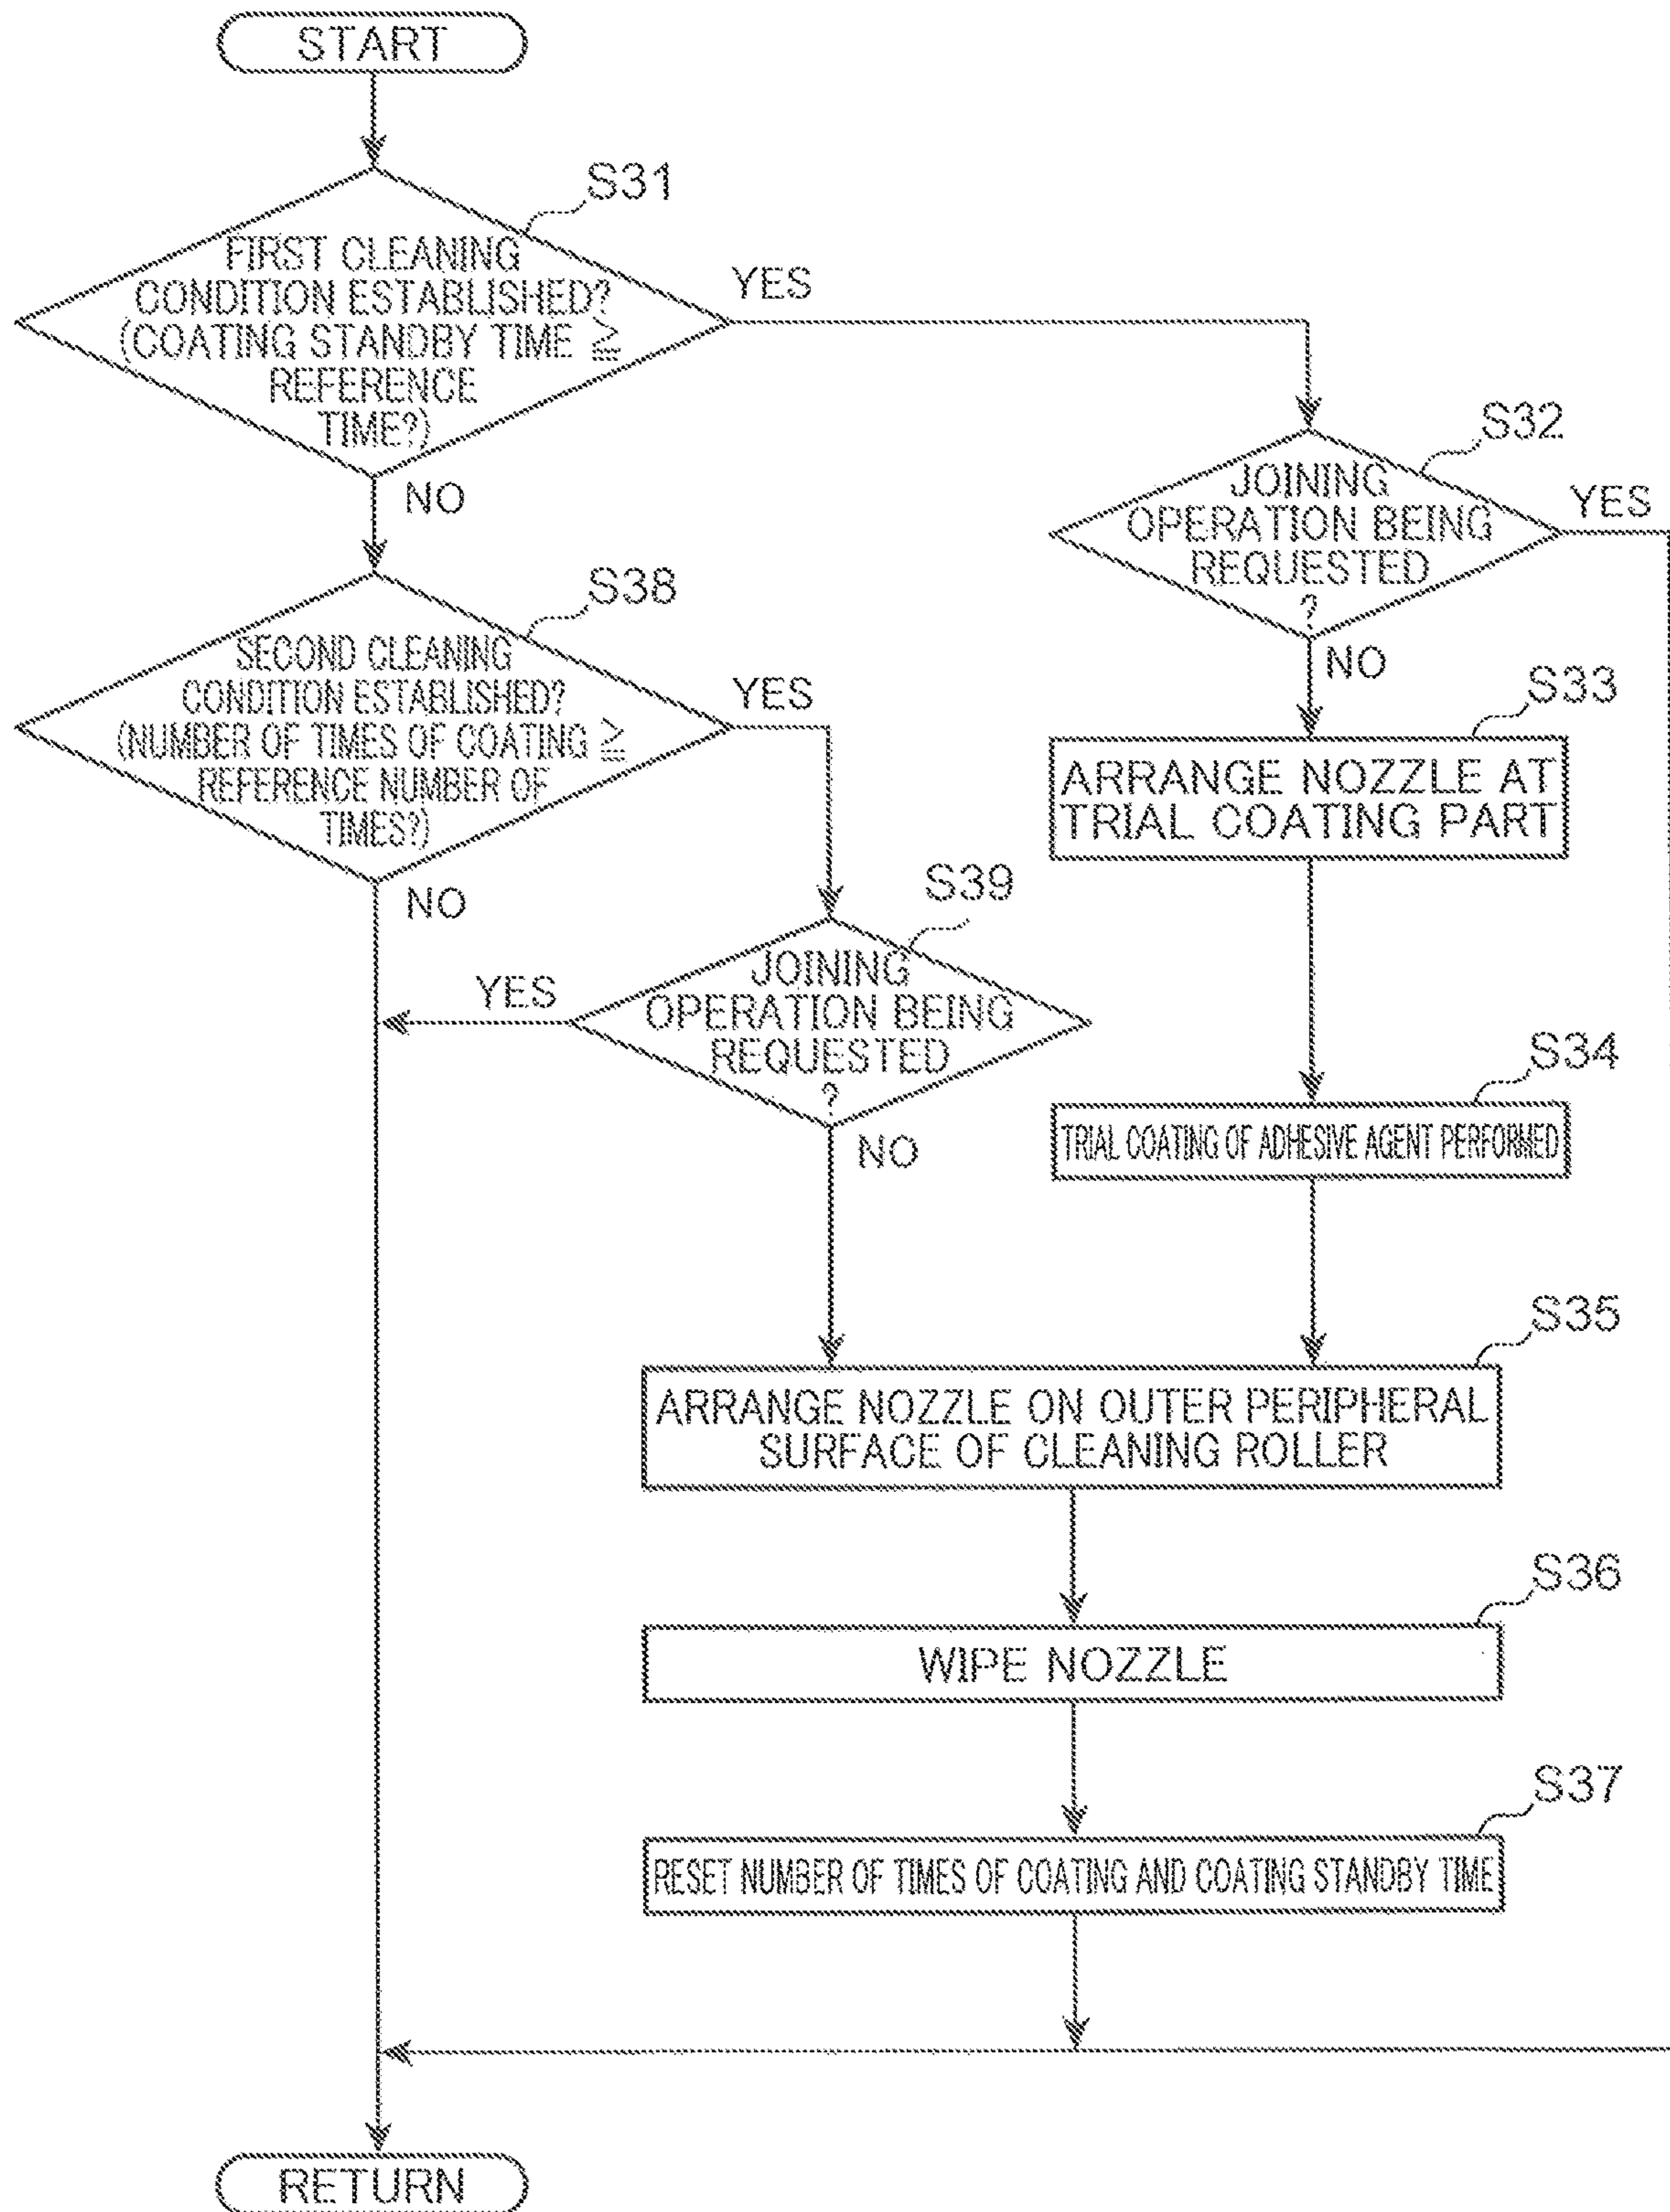 START
S31
FIRST CLEANING
CONDITION ESTABLISHED?
(COATING STANDBY TIME ≧
REFERENCE
TIME?)
YES
NO
S32
JOINING
OPERATION BEING
REQUESTED
?
YES
NO
S38
SECOND CLEANING
CONDITION ESTABLISHED?
(NUMBER OF TIMES OF COATING ≧
REFERENCE NUMBER OF
TIMES?)
YES
NO
S33
ARRANGE NOZZLE AT
TRIAL COATING PART
S39
JOINING
OPERATION BEING
REQUESTED
?
YES
NO
S34
TRIAL COATING OF ADHESIVE AGENT PERFORMED
S35
ARRANGE NOZZLE ON OUTER PERIPHERAL
SURFACE OF CLEANING ROLLER
S36
WIPE NOZZLE
S37
RESET NUMBER OF TIMES OF COATING AND COATING STANDBY TIME
RETURN